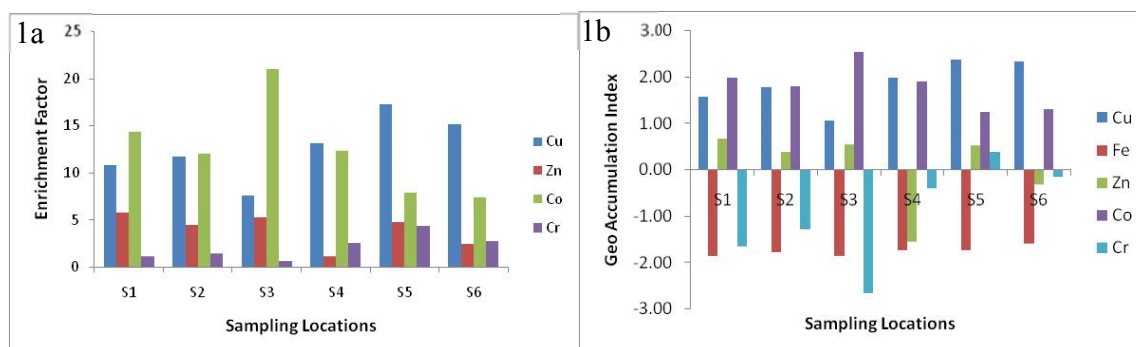 1a
25
20
15
10
5
0
Enrichment Factor
S1 S2 S3 S4 S5 S6
Sampling Locations
Cu
Zn
Co
Cr
1b
3.00
2.00
1.00
0.00
-1.00
-2.00
-3.00
Geo Accumulation Index
S1 S2 S3 S4 S5 S6
Sampling Locations
Cu
Fe
Zn
Co
Cr